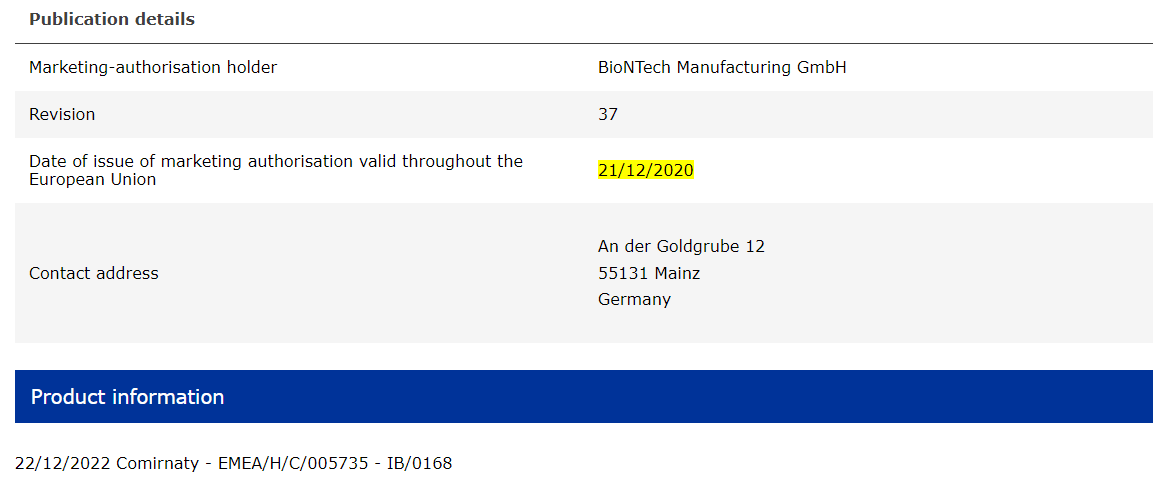 Publication details
Marketing-authorisation holder
BioNTech Manufacturing GmbH
Revision
37
Date of issue of marketing authorisation valid throughout the
European Union
21/12/2020
Contact address
An der Goldgrube 12
55131 Mainz
Germany
Product information
22/12/2022 Comirnaty - EMEA/H/C/005735 - IB/0168